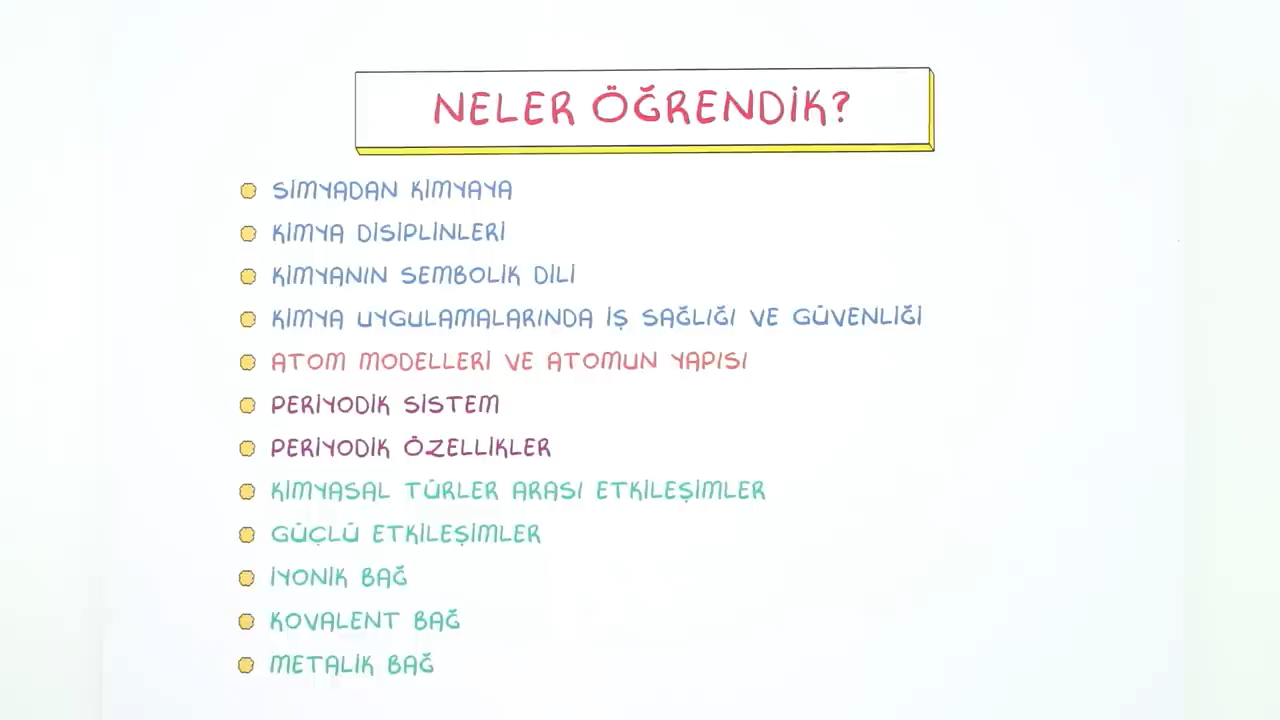 NELER ÖĞRENDİK?
SİMYADAN KİMYAYA
KİMYA DİSİPLİNLERİ
KİMYANIN SEMBOLİK DİLİ
KİMYA UYGULAMALARINDA İŞ SAĞLIĞI VE GÜVENLİĞİ
ATOM MODELLERİ VE ATOMUN YAPISI
PERİYODİK SİSTEM
PERİYODİK ÖZELLİKLER
KİMYASAL TÜRLER ARASI ETKİLEŞİMLER
GÜÇLÜ ETKİLEŞİMLER
İYONİK BAĞ
KOVALENT BAĞ
METALİK BAĞ